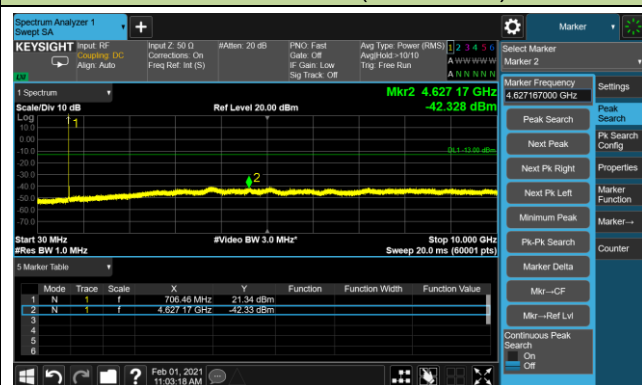 Spectrum Analyzer 1
Swept SA
+
Marker
KEYSIGHT
Input: RF
Coupling: DC
Align: Auto
Input Z: 50 Ω
Corrections: On
Freq Ref: Int (S)
#Atten: 20 dB
PNO: Fast
Gate: Off
IF Gain: Low
Sig Track: Off
Avg Type: Power (RMS)
Avg|Hold:>10/10
Trig: Free Run
1 2 3 4 5 6
A W W W W W
A N N N N N
LXI
Select Marker
Marker 2
1 Spectrum
Scale/Div 10 dB
Ref Level 20.00 dBm
Mkr2 4.627 17 GHz
-42.328 dBm
Log
10.0
0.00
-10.0
-20.0
-30.0
-40.0
-50.0
-60.0
-70.0
1
2
DL1 -13.00 dBm
Start 30 MHz
#Res BW 1.0 MHz
#Video BW 3.0 MHz*
Stop 10.000 GHz
Sweep 20.0 ms (60001 pts)
5 Marker Table
Mode Trace Scale X Y Function Function Width Function Value
1 N 1 f 706.46 MHz 21.34 dBm
2 N 1 f 4.627 17 GHz -42.33 dBm
3
4
5
6
Marker Frequency
4.627167000 GHz
Peak Search
Next Peak
Next Pk Right
Next Pk Left
Minimum Peak
Pk-Pk Search
Marker Delta
Mkr→CF
Mkr→Ref Lvl
Continuous Peak
Search
On
Off
Settings
Peak
Search
Pk Search
Config
Properties
Marker
Function
Marker→
Counter
?
Feb 01, 2021
11:03:18 AM